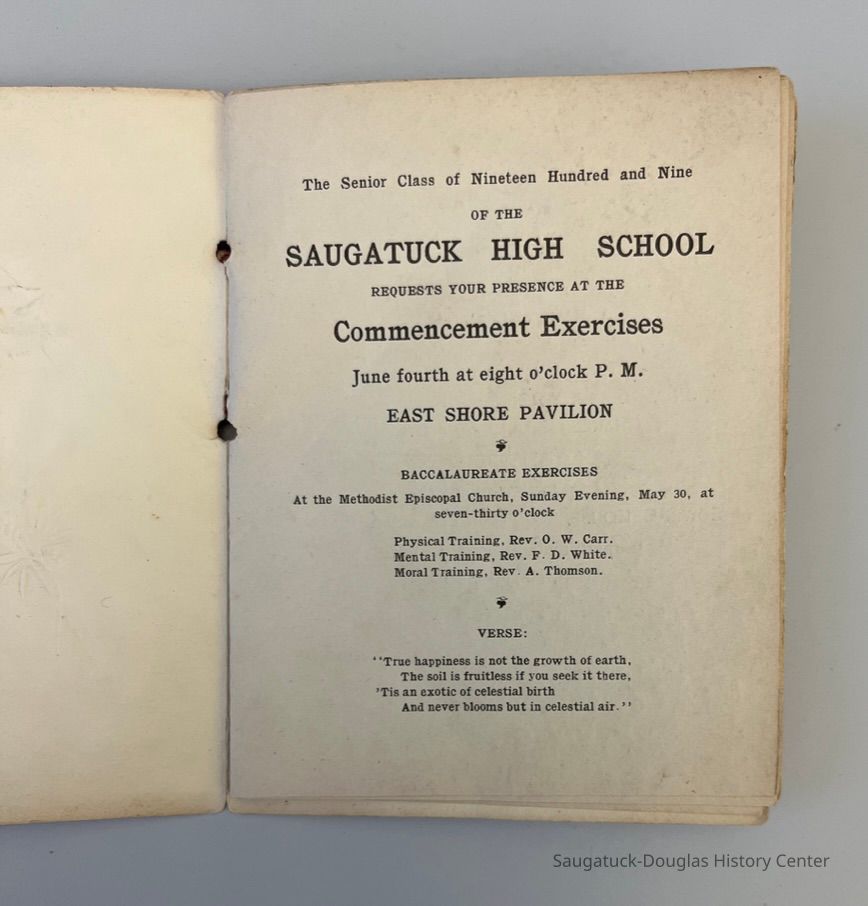 The Senior Class of Nineteen Hundred and Nine
OF THE
SAUGATUCK HIGH SCHOOL
REQUESTS YOUR PRESENCE AT THE
Commencement Exercises
June fourth at eight o'clock P. M.
EAST SHORE PAVILION
BACCALAUREATE EXERCISES
At the Methodist Episcopal Church, Sunday Evening, May 30, at
seven-thirty o'clock
Physical Training, Rev. O. W. Carr.
Mental Training, Rev. F. D. White.
Moral Training, Rev. A. Thomson.
VERSE:
"True happiness is not the growth of earth,
The soil is fruitless if you seek it there,
'Tis an exotic of celestial birth
And never blooms but in celestial air."
Saugatuck-Douglas History Center